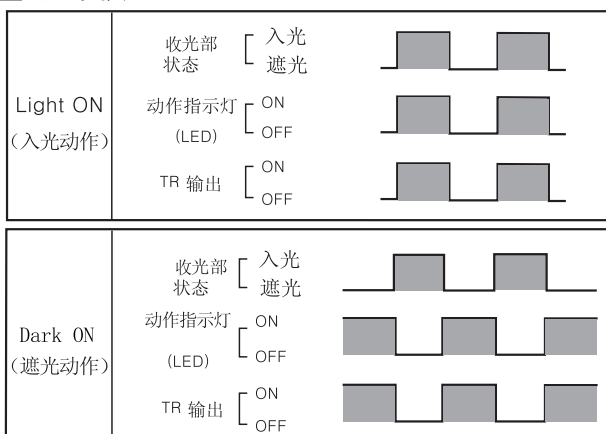 Light ON
(入光动作)
收光部
状态
入光
遮光
动作指示灯
(LED)
ON
OFF
TR 输出
ON
OFF
Dark ON
(遮光动作)
收光部
状态
入光
遮光
动作指示灯
(LED)
ON
OFF
TR 输出
ON
OFF